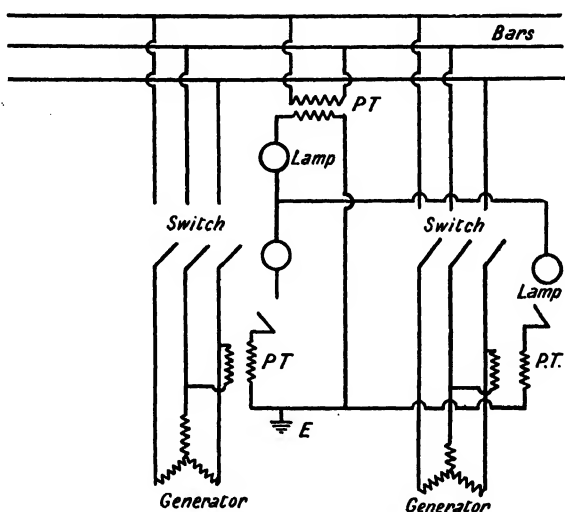 Bars
PT
Lamp
Switch
Switch
Lamp
PT
P.T.
E
Generator
Generator